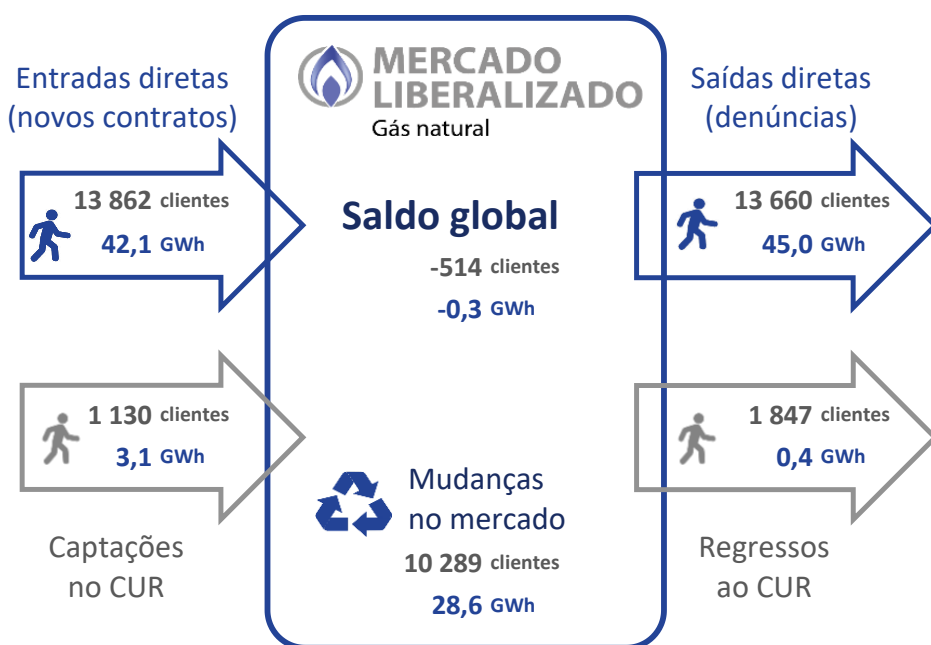 Entradas diretas
(novos contratos)
13 862 clientes
42,1 GWh
1 130 clientes
3,1 GWh
Captações
no CUR
MERCADO
LIBERALIZADO
Gás natural
Saldo global
-514 clientes
-0,3 GWh
Mudanças
no mercado
10 289 clientes
28,6 GWh
Saídas diretas
(denúncias)
13 660 clientes
45,0 GWh
1 847 clientes
0,4 GWh
Regressos
ao CUR